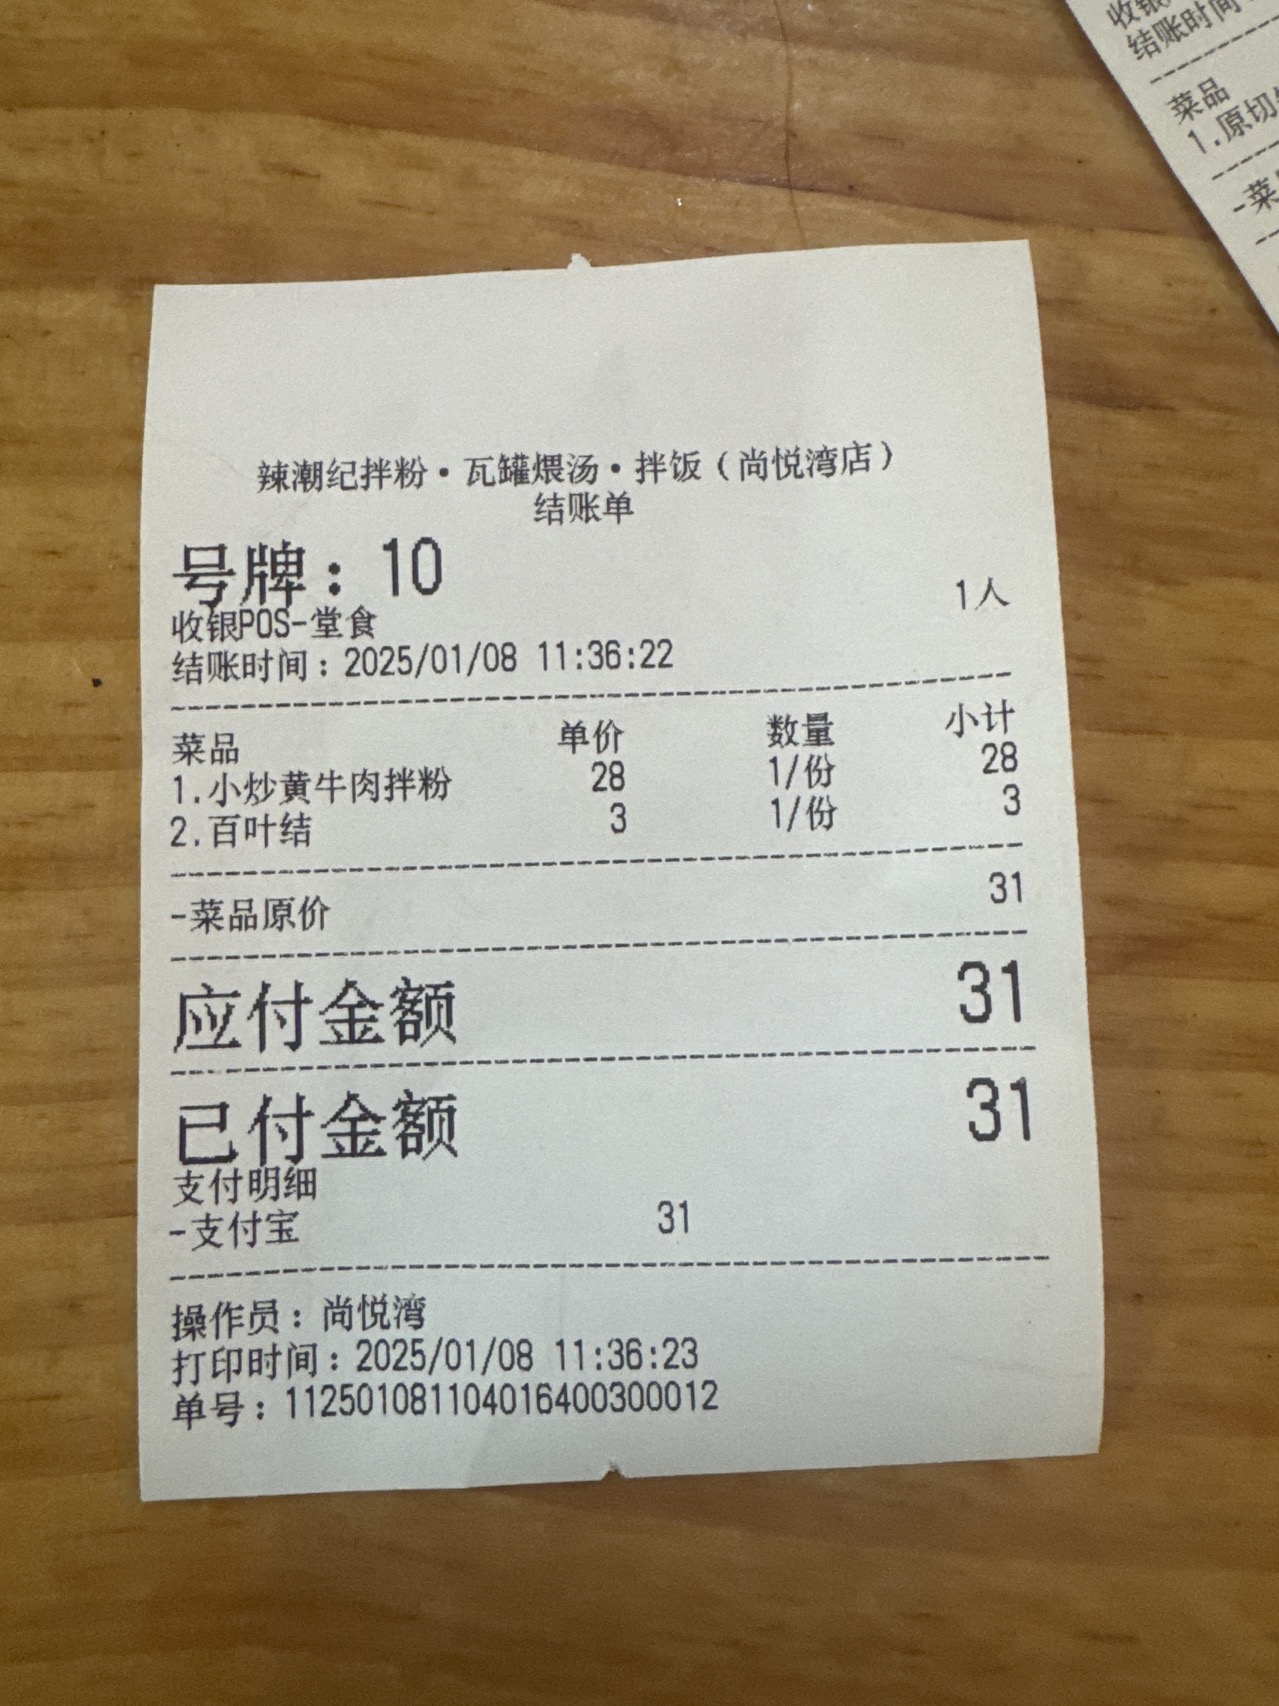 辣潮纪拌粉·瓦罐煨汤·拌饭（尚悦湾店）
结账单
号牌：10
收银POS-堂食 1人
结账时间：2025/01/08 11:36:22
菜品 单价 数量 小计
1.小炒黄牛肉拌粉 28 1/份 28
2.百叶结 3 1/份 3
-菜品原价 31
应付金额 31
已付金额 31
支付明细
-支付宝 31
操作员：尚悦湾
打印时间：2025/01/08 11:36:23
单号：112501081104016400300012
收银
结账时间
菜品
1.原切
-菜